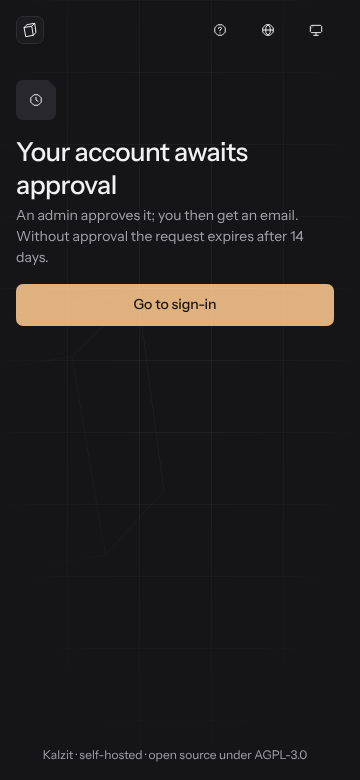 Your account awaits
approval
An admin approves it; you then get an email.
Without approval the request expires after 14
days.
Go to sign-in
Kalzit · self-hosted · open source under AGPL-3.0